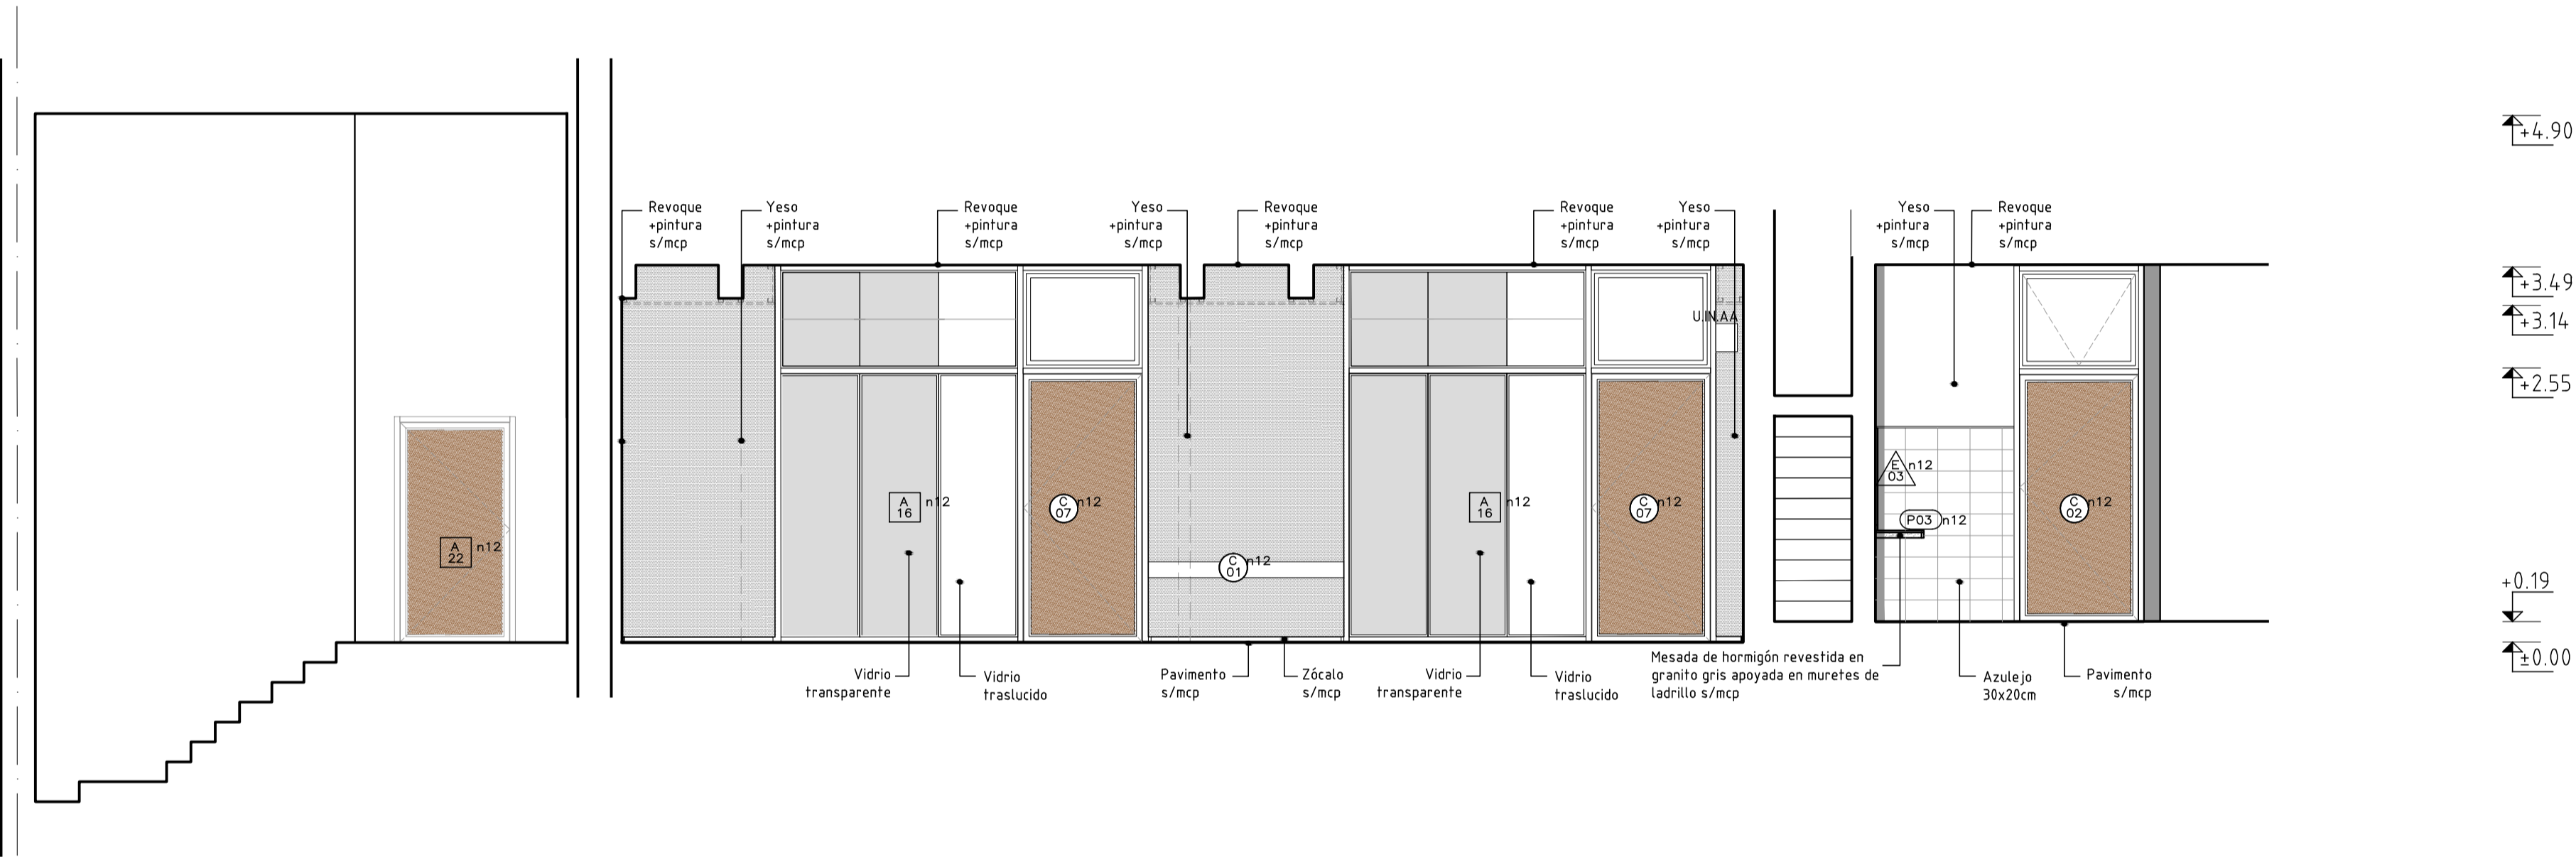 +4.90
Revoque
+pintura
s/mcp
Yeso
+pintura
s/mcp
Revoque
+pintura
s/mcp
Yeso
+pintura
s/mcp
Revoque
+pintura
s/mcp
Revoque
+pintura
s/mcp
Yeso
+pintura
s/mcp
Yeso
+pintura
s/mcp
Revoque
+pintura
s/mcp
+3.49
U.IN.AA
+3.14
+2.55
A
22
n12
A
16
n12
C
07
n12
C
01
n12
A
16
n12
C
07
n12
E
03
n12
P03
n12
C
02
n12
+0.19
±0.00
Vidrio
transparente
Vidrio
traslucido
Pavimento
s/mcp
Zócalo
s/mcp
Vidrio
transparente
Vidrio
traslucido
Mesada de hormigón revestida en
granito gris apoyada en muretes de
ladrillo s/mcp
Azulejo
30x20cm
Pavimento
s/mcp